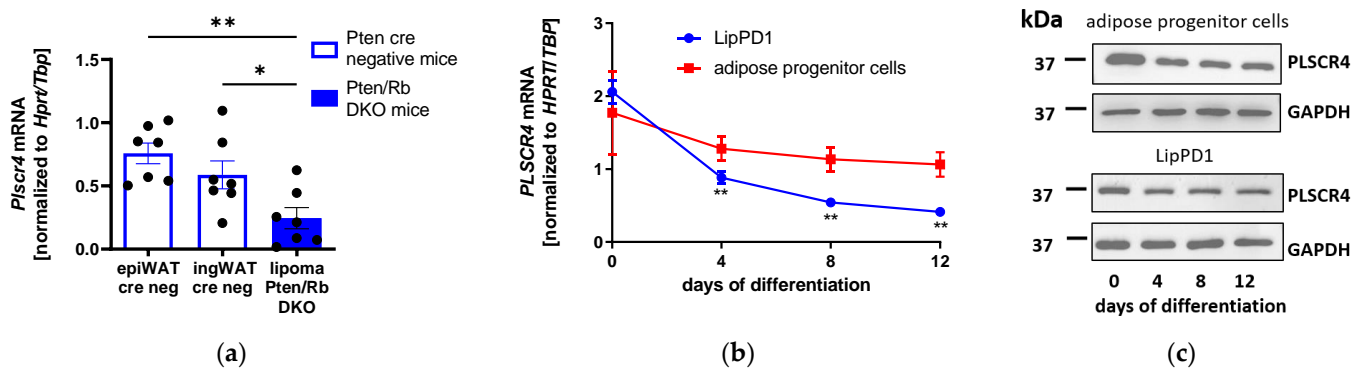 **
*
Pten cre
negative mice
Pten/Rb
DKO mice
Plscr4 mRNA
[normalized to Hprt/Tbp]
1.5
1.0
0.5
0.0
epiWAT
cre neg
ingWAT
cre neg
lipoma
Pten/Rb
DKO
(a)
PLSCR4 mRNA
[normalized to HPRT/ TBP]
3
2
1
0
LipPD1
adipose progenitor cells
**
**
**
0
4
8
12
days of differentiation
(b)
kDa
adipose progenitor cells
37
PLSCR4
37
GAPDH
LipPD1
37
PLSCR4
37
GAPDH
0 4 8 12
days of differentiation
(c)